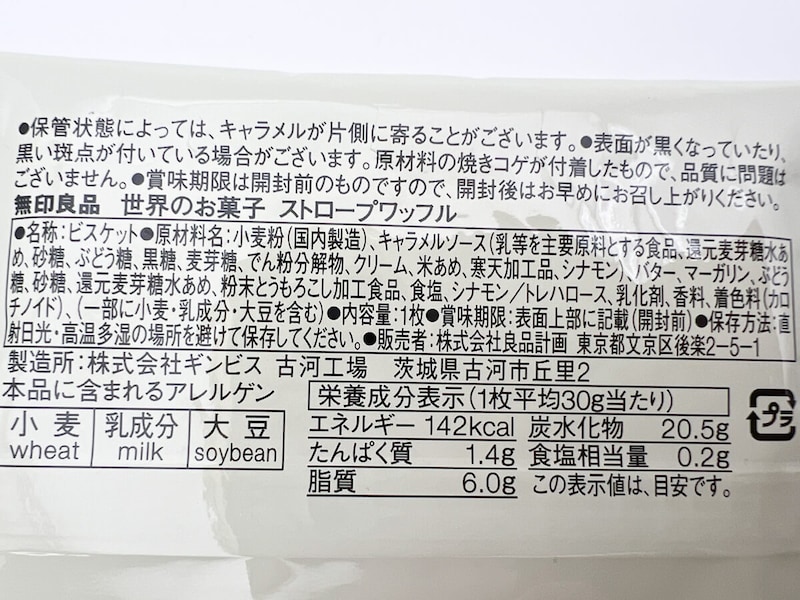 ●保管状態によっては、キャラメルが片側に寄ることがございます。●表面が黒くなっていたり、
黒い斑点が付いている場合がございます。原材料の焼きコゲが付着したもので、品質に問題は
ございません。●賞味期限は開封前のものですので、開封後はお早めにお召し上がりください。
無印良品　世界のお菓子　ストロープワッフル
●名称:ビスケット●原材料名:小麦粉(国内製造)、キャラメルソース(乳等を主要原料とする食品、還元麦芽糖水あ
め、砂糖、ぶどう糖、黒糖、麦芽糖、でん粉分解物、クリーム、米あめ、寒天加工品、シナモン)、バター、マーガリン、ぶどう
糖、砂糖、還元麦芽糖水あめ、粉末とうもろこし加工食品、食塩、シナモン/トレハロース、乳化剤、香料、着色料(カロ
チノイド)、(一部に小麦・乳成分・大豆を含む)●内容量:1枚●賞味期限:表面上部に記載(開封前)●保存方法:直
射日光・高温多湿の場所を避けて保存してください。●販売者:株式会社良品計画 東京都文京区後楽2−5−1
製造所:株式会社ギンビス 古河工場　茨城県古河市丘里2
本品に含まれるアレルゲン
小麦 乳成分 大豆
wheat milk soybean
栄養成分表示(1枚平均30g当たり)
エネルギー 142kcal 炭水化物 20.5g
たんぱく質 1.4g 食塩相当量 0.2g
脂質 6.0g この表示値は、目安です。
プラ